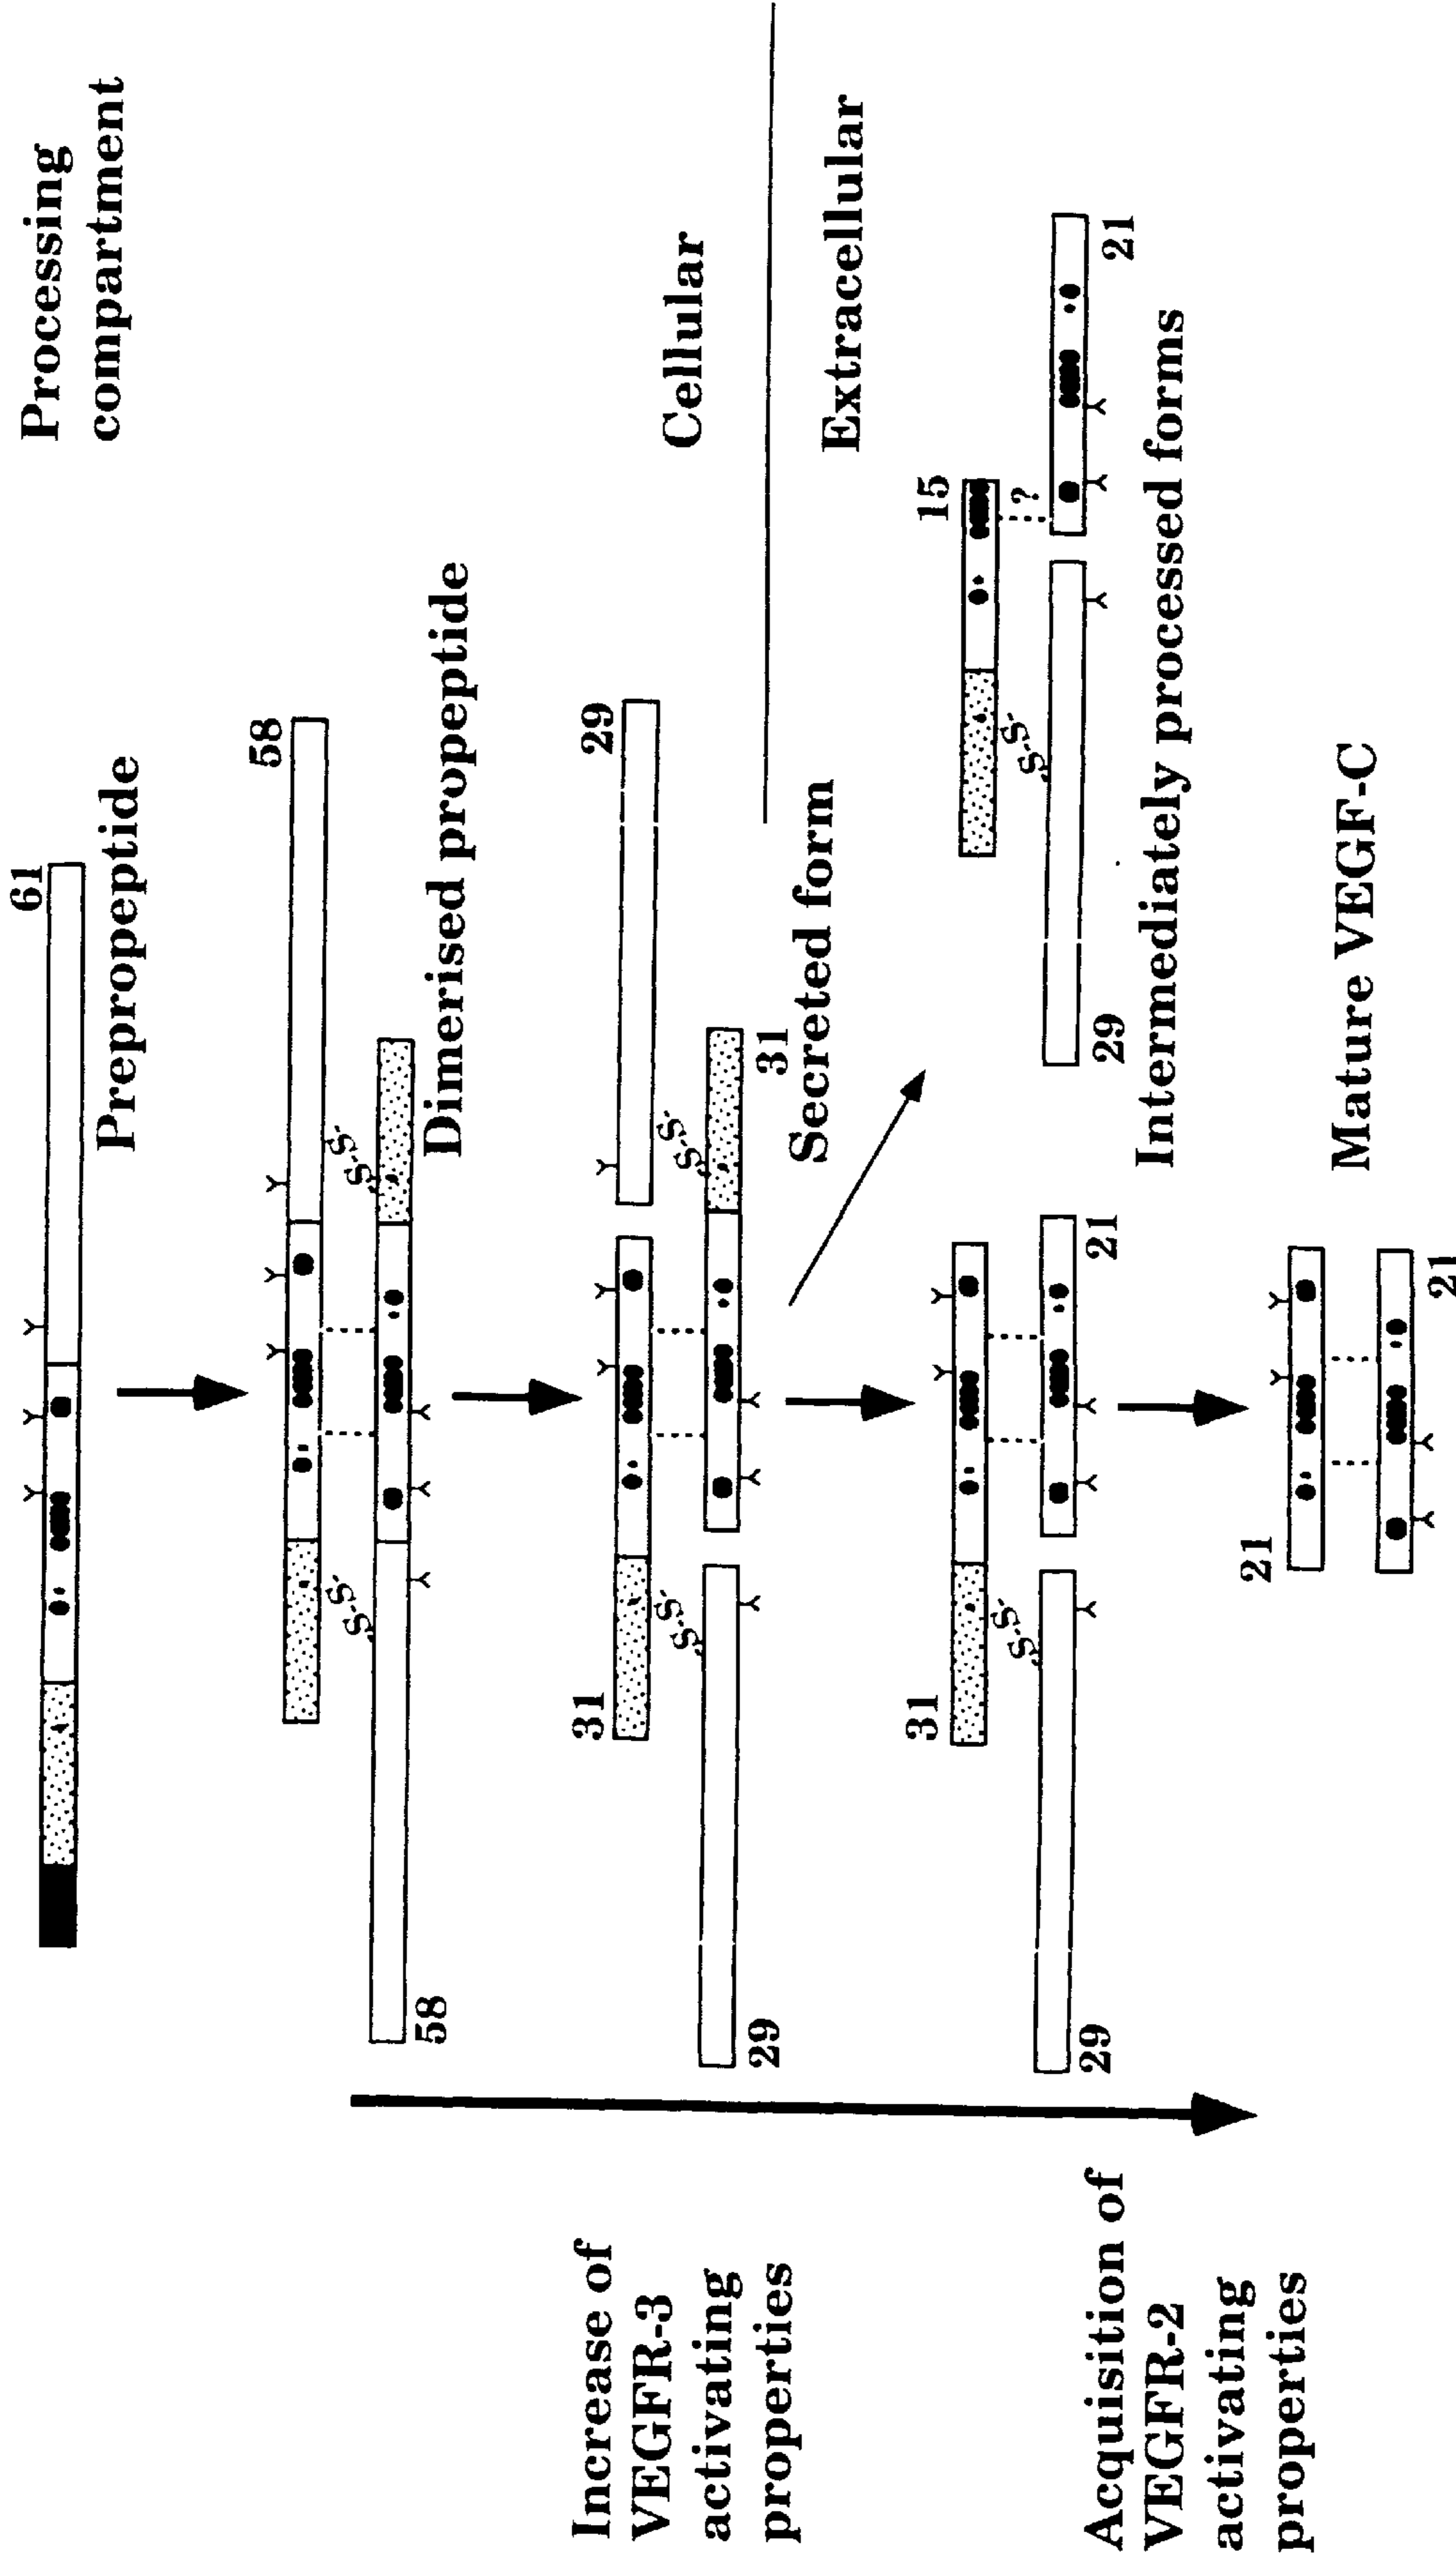 Processing
compartment
61
Prepropeptide
58
S-S
S-S
58
Dimerised propeptide
31
29
S-S
S-S
29
31
Cellular
Secreted form
Extracellular
31
S-S
29
21
15
S-S
?
29
21
Intermediately processed forms
21
21
Mature VEGF-C
Increase of
VEGFR-3
activating
properties
Acquisition of
VEGFR-2
activating
properties